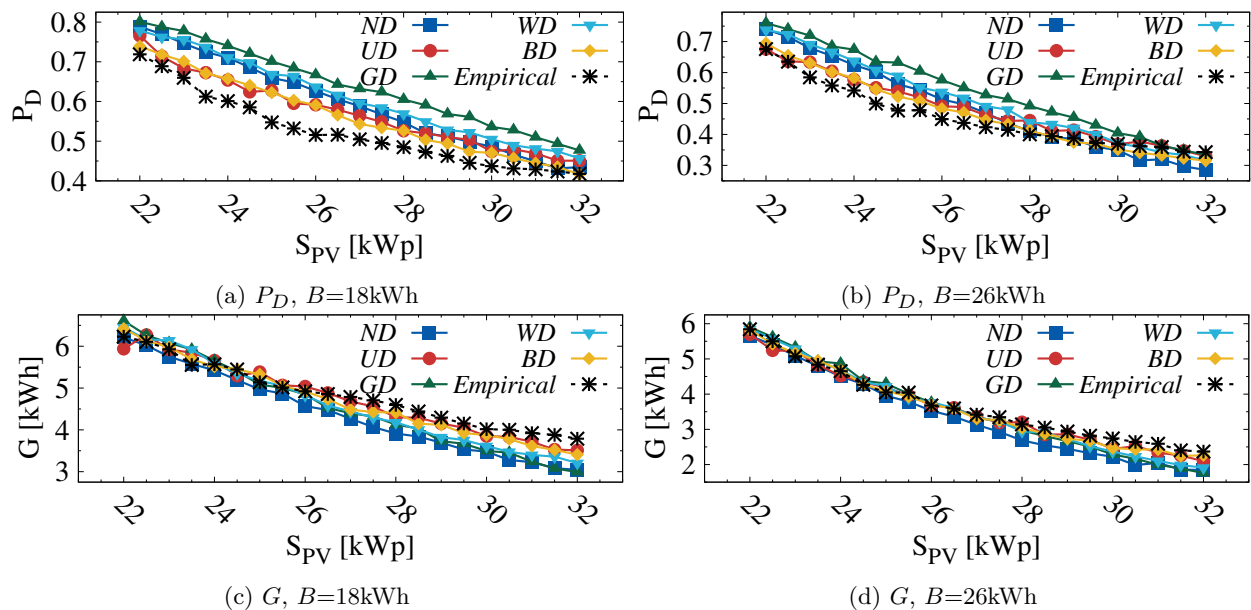 0.8
0.7
0.6
0.5
0.4
P_D
ND
UD
GD
WD
BD
Empirical
22
24
26
28
30
32
S_PV [kWp]
(a) P_D, B=18kWh
0.7
0.6
0.5
0.4
0.3
P_D
ND
UD
GD
WD
BD
Empirical
22
24
26
28
30
32
S_PV [kWp]
(b) P_D, B=26kWh
6
5
4
3
G [kWh]
ND
UD
GD
WD
BD
Empirical
22
24
26
28
30
32
S_PV [kWp]
(c) G, B=18kWh
6
5
4
3
2
G [kWh]
ND
UD
GD
WD
BD
Empirical
22
24
26
28
30
32
S_PV [kWp]
(d) G, B=26kWh